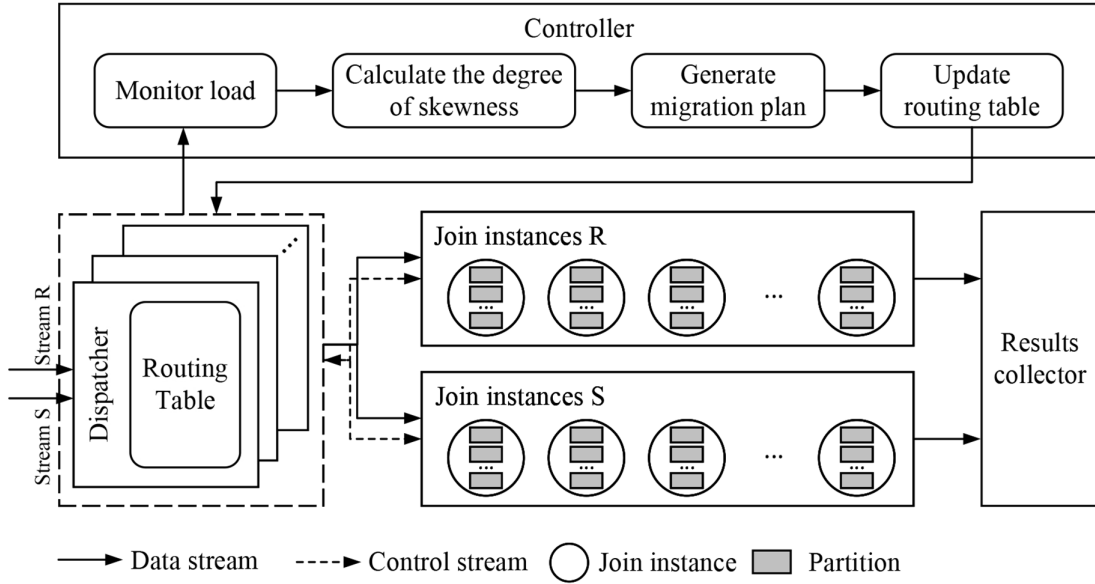 Controller
Monitor load
Calculate the degree
of skewness
Generate
migration plan
Update
routing table
Stream R
Stream S
Dispatcher
Routing
Table
...
Join instances R
...
...
...
...
...
Join instances S
...
...
...
...
...
Results
collector
Data stream
Control stream
Join instance
Partition